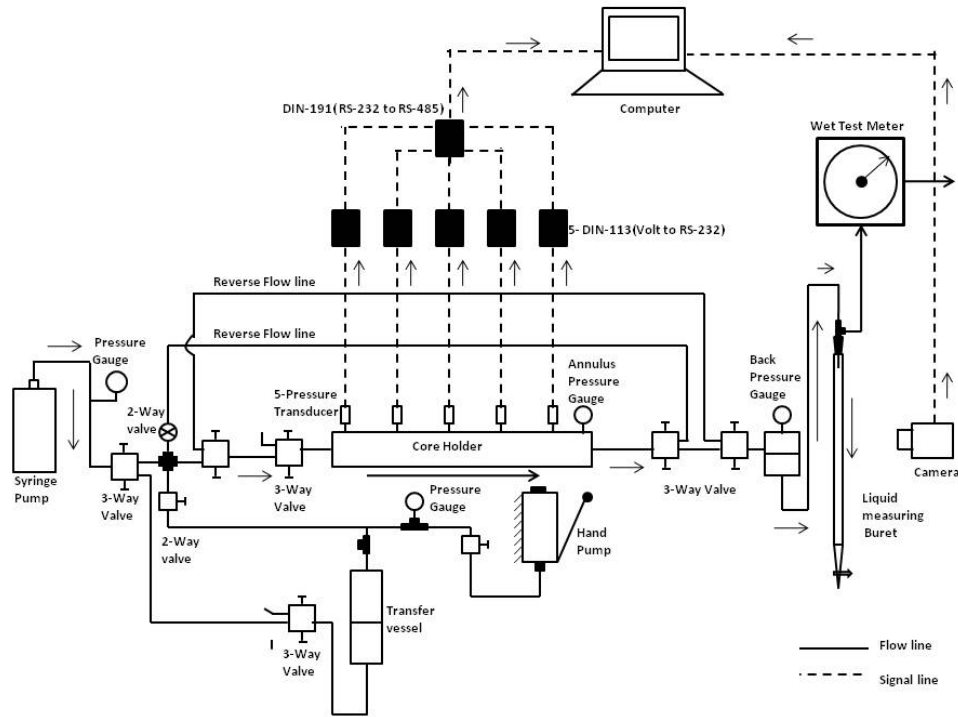 Computer
DIN-191(RS-232 to RS-485)
Wet Test Meter
5- DIN-113(Volt to RS-232)
Reverse Flow line
Reverse Flow line
Pressure
Gauge
2-Way
valve
5-Pressure
Transducer
Annulus
Pressure
Gauge
Back
Pressure
Gauge
Core Holder
Syringe
Pump
3-Way
Valve
3-Way
Valve
2-Way
valve
Pressure
Gauge
Hand
Pump
3-Way Valve
Camera
Liquid
measuring
Buret
Transfer
vessel
3-Way
Valve
Flow line
Signal line